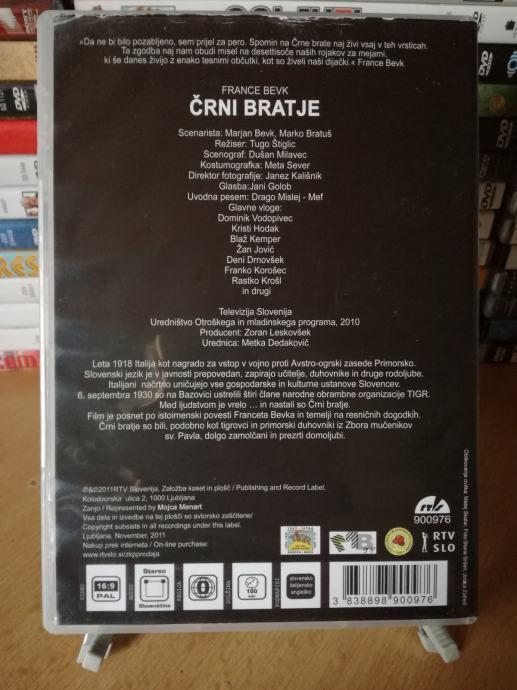 »Da ne bi bilo pozabljeno, sem prijel za pero. Spomin na Črne brate naj živi vsaj v teh vrsticah.
Ta zgodba naj nam obudi misel na desettisoče naših rojakov za mejami,
ki še danes živijo z enako tesnimi občutki, kot so živeli naši dijački.« France Bevk
FRANCE BEVK
ČRNI BRATJE
Scenarista: Marjan Bevk, Marko Bratuš
Režiser: Tugo Štiglic
Scenograf: Dušan Milavec
Kostumografka: Meta Sever
Direktor fotografije: Janez Kališnik
Glasba:Jani Golob
Uvodna pesem: Drago Mislej - Mef
Glavne vloge:
Dominik Vodopivec
Kristi Hodak
Blaž Kemper
Žan Jović
Deni Drnovšek
Franko Korošec
Rastko Krošl
in drugi
Televizija Slovenija
Uredništvo Otroškega in mladinskega programa, 2010
Producent: Zoran Leskovšek
Urednica: Metka Dedakovič
Leta 1918 Italija kot nagrado za vstop v vojno proti Avstro-ogrski zasede Primorsko.
Slovenski jezik je v javnosti prepovedan, zapirajo učitelje, duhovnike in druge rodoljube.
Italijani načrtno uničujejo vse gospodarske in kulturne ustanove Slovencev.
6. septembra 1930 so na Bazovici ustrelili štiri člane narodne obrambne organizacije TIGR.
Med ljudstvom je vrelo ... in nastali so Črni bratje.
Film je posnet po istoimenski povesti Franceta Bevka in temelji na resničnih dogodkih.
Črni bratje so bili, podobno kot tigrovci in primorski duhovniki iz Zbora mučenikov
sv. Pavla, dolgo zamolčani in prezrti domoljubi.
℗&©2011RTV Slovenija, Založba kaset in plošč / Publishing and Record Label,
Kolodvorska ulica 2, 1000 Ljubljana
Zanjo / Represented by Mojca Menart
Vsa dela in izvedbe na tej plošči so avtorsko zaščitene/
Copyright subsists in all recordings under this label.
Ljubljana, November, 2011
Nakup prek interneta / On-line purchase:
www.rtvslo.si/zkpprodaja
rtls
900976
RTV
SLO
16:9
PAL
Stereo
Slovenščina
0
100
min
slovensko
italijansko
angleško
3 838898 900976
DVD